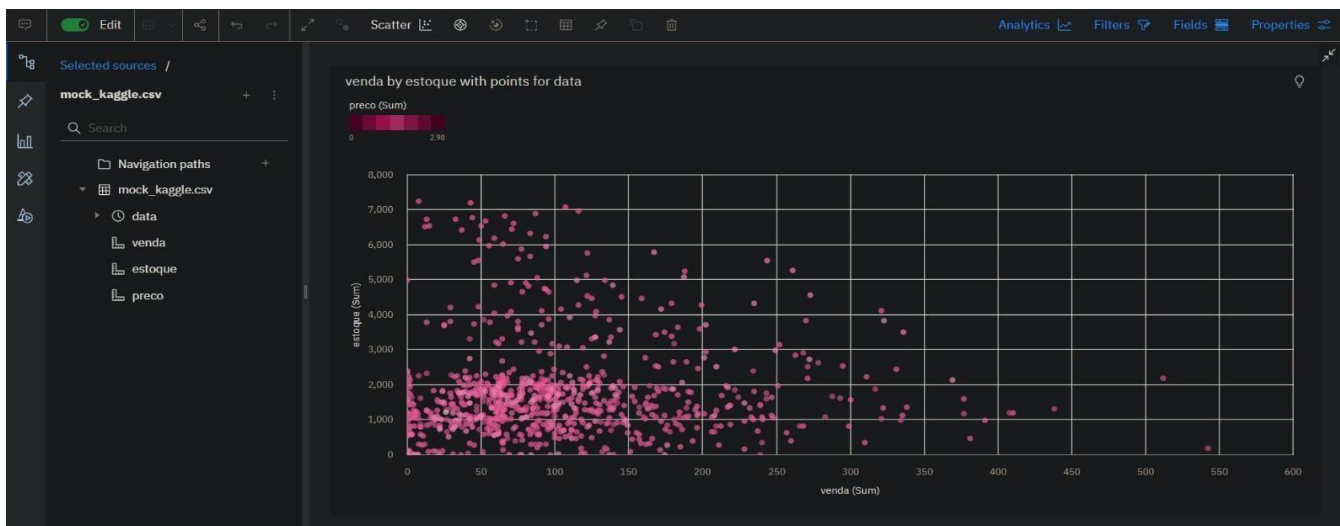 Edit
Scatter
Analytics
Filters
Fields
Properties
Selected sources /
mock_kaggle.csv
Search
Navigation paths
mock_kaggle.csv
data
venda
estoque
preco
venda by estoque with points for data
preco (Sum)
0 2.98
8,000
7,000
6,000
5,000
4,000
3,000
2,000
1,000
0
estoque (Sum)
0 50 100 150 200 250 300 350 400 450 500 550 600
venda (Sum)